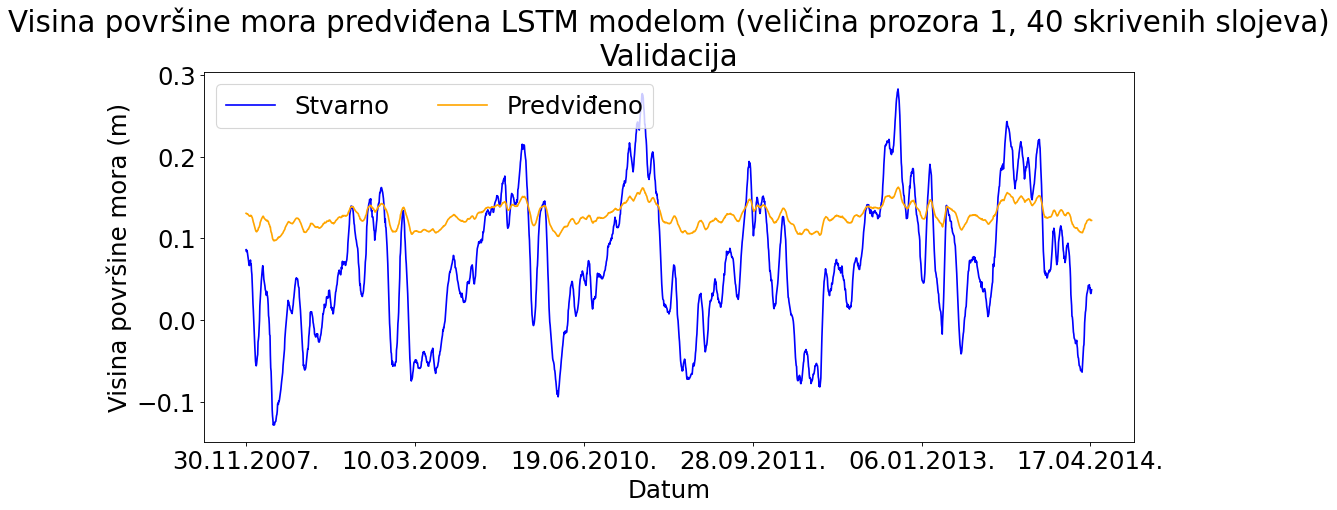 Visina površine mora predviđena LSTM modelom (veličina prozora 1, 40 skrivenih slojeva)
Validacija
Stvarno Predviđeno
Visina površine mora (m)
0.3
0.2
0.1
0.0
−0.1
30.11.2007. 10.03.2009. 19.06.2010. 28.09.2011. 06.01.2013. 17.04.2014.
Datum